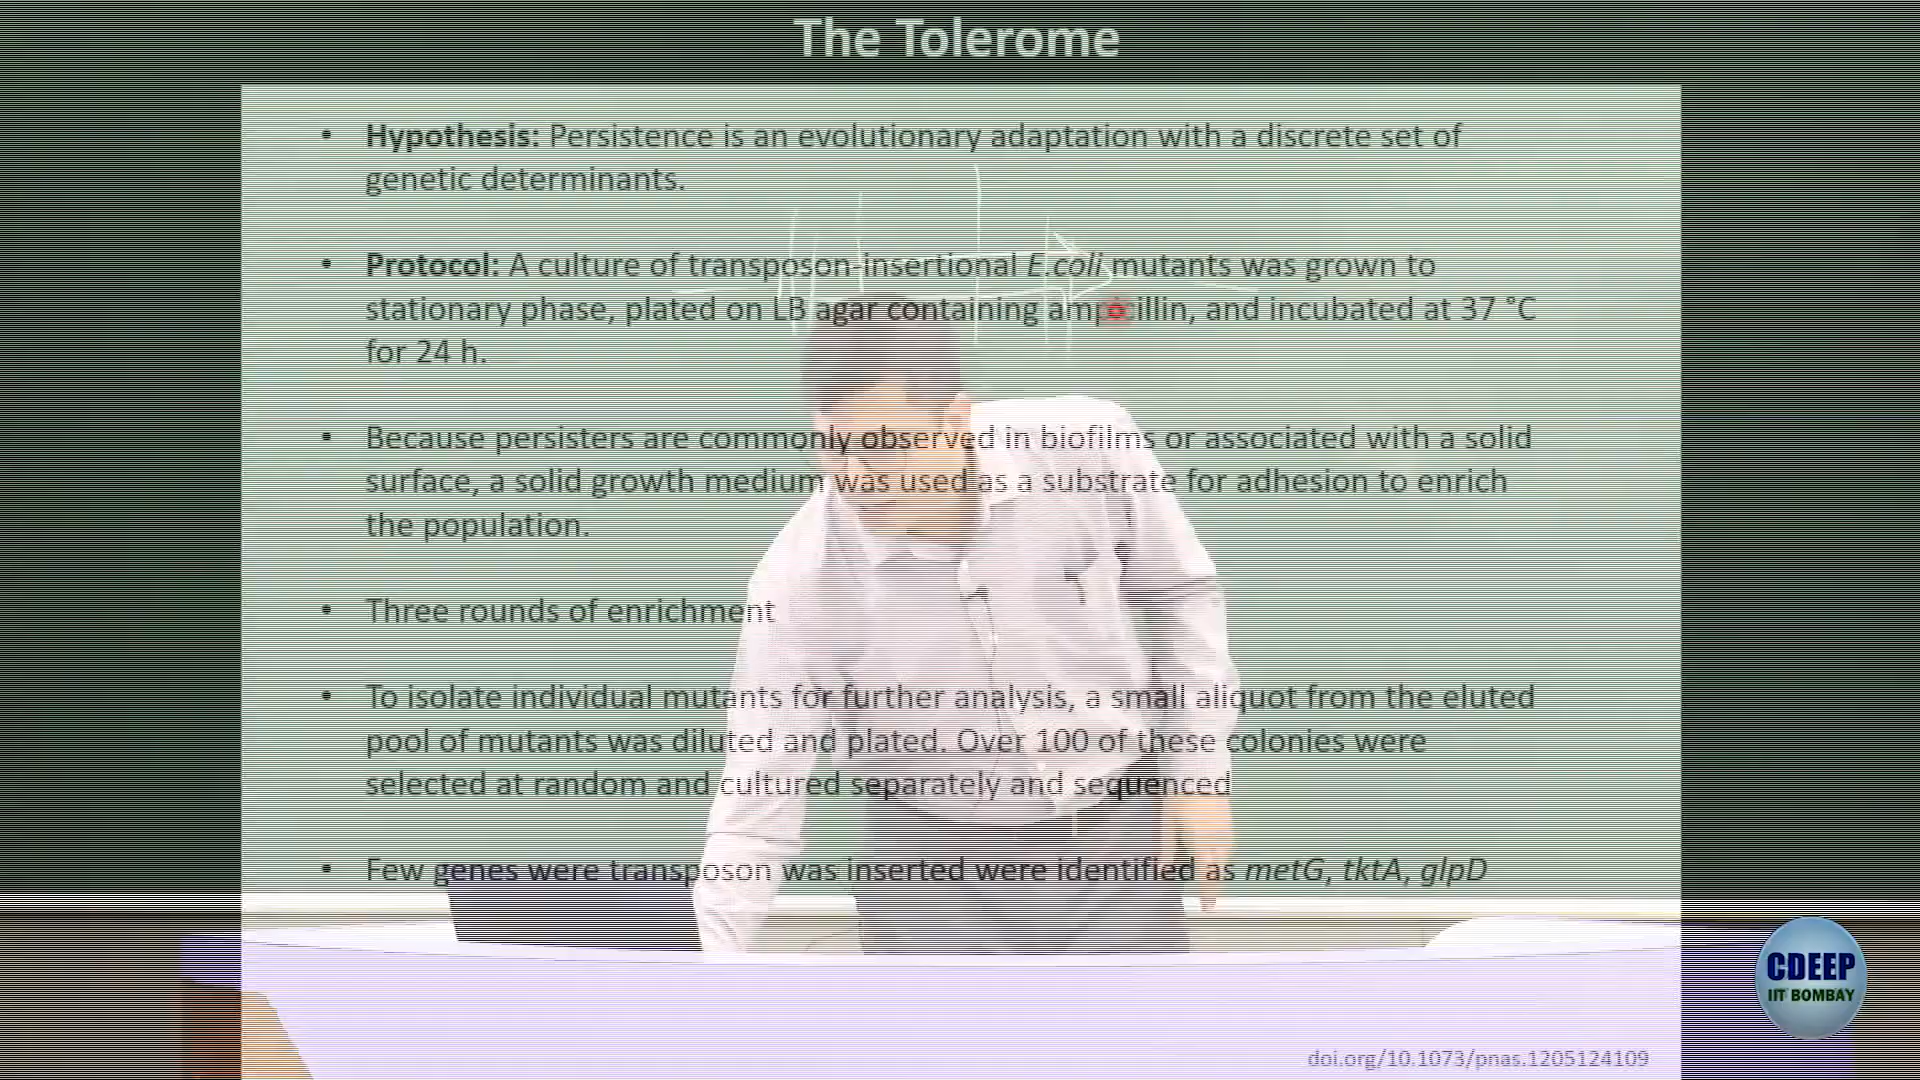 The Tolerome
• Hypothesis: Persistence is an evolutionary adaptation with a discrete set of
genetic determinants.
• Protocol: A culture of transposon-insertional E.coli mutants was grown to
stationary phase, plated on LB agar containing ampicillin, and incubated at 37 °C
for 24 h.
• Because persisters are commonly observed in biofilms or associated with a solid
surface, a solid growth medium was used as a substrate for adhesion to enrich
the population.
• Three rounds of enrichment
• To isolate individual mutants for further analysis, a small aliquot from the eluted
pool of mutants was diluted and plated. Over 100 of these colonies were
selected at random and cultured separately and sequenced
• Few genes were transposon was inserted were identified as metG, tktA, glpD
CDEEP
IIT BOMBAY
doi.org/10.1073/pnas.1205124109